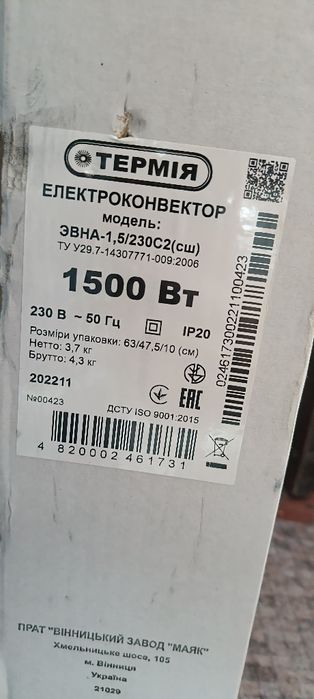 ТЕРМІЯ
ЕЛЕКТРОКОНВЕКТОР
модель:
ЭВНА-1,5/230С2(сш)
ТУ У29.7-14307771-009:2006
1500 Вт
230 В ~ 50 Гц IP20
Розміри упаковки: 63/47,5/10 (см)
Нетто: 3,7 кг
Брутто: 4,3 кг
202211
EAC
№00423 ДСТУ ISO 9001:2015
4 820002 461731
0246173002211004​23
ПРАТ "ВІННИЦЬКИЙ ЗАВОД "МАЯК"
Хмельницьке шосе, 105
м. Вінниця
Україна
21029